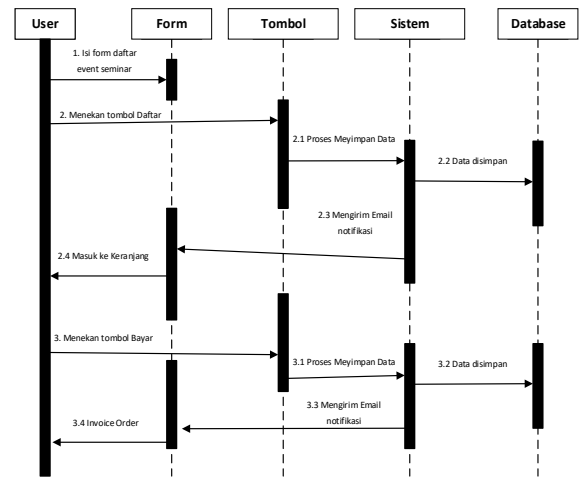 User Form Tombol Sistem Database
1. Isi form daftar
event seminar
2. Menekan tombol Daftar
2.1 Proses Meyimpan Data
2.2 Data disimpan
2.3 Mengirim Email
notifikasi
2.4 Masuk ke Keranjang
3. Menekan tombol Bayar
3.1 Proses Meyimpan Data
3.2 Data disimpan
3.3 Mengirim Email
notifikasi
3.4 Invoice Order